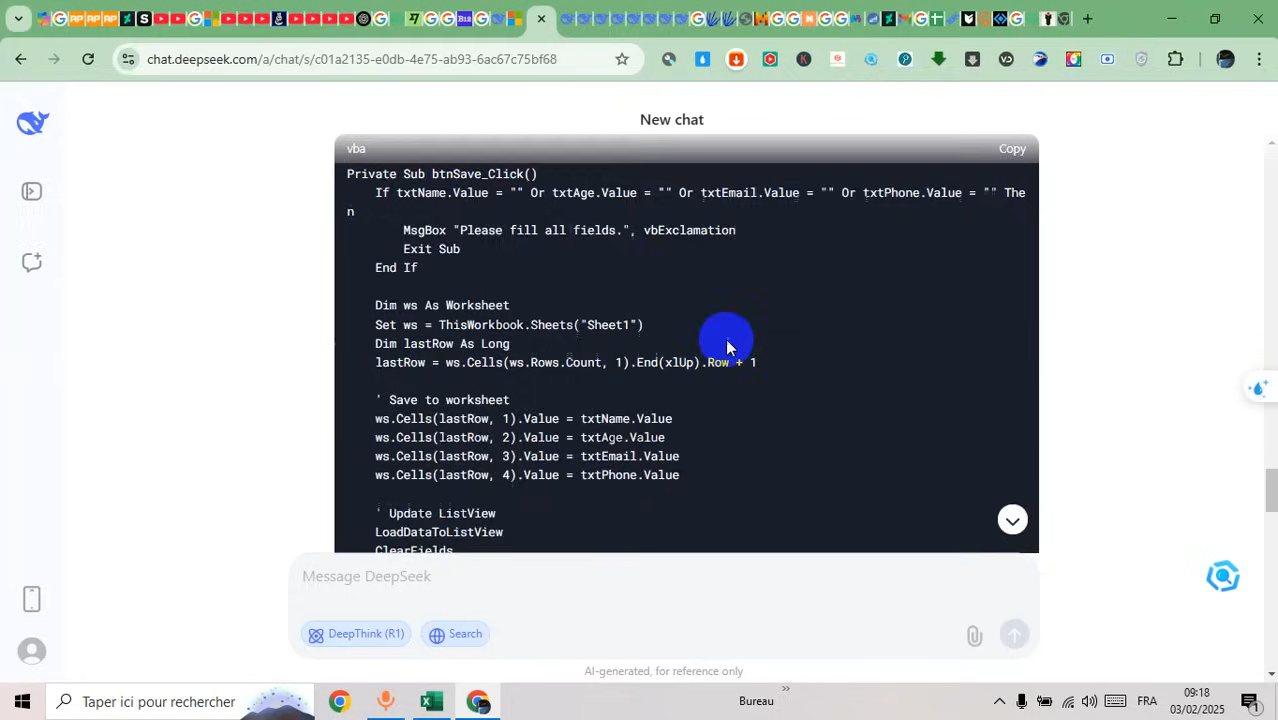 chat.deepseek.com/a/chat/s/c01a2135-e0db-4e75-ab93-6ac67c75bf68
New chat
vba
Copy
Private Sub btnSave_Click()
If txtName.Value = "" Or txtAge.Value = "" Or txtEmail.Value = "" Or txtPhone.Value = "" The
n
MsgBox "Please fill all fields.", vbExclamation
Exit Sub
End If
Dim ws As Worksheet
Set ws = ThisWorkbook.Sheets("Sheet1")
Dim lastRow As Long
lastRow = ws.Cells(ws.Rows.Count, 1).End(xlUp).Row + 1
' Save to worksheet
ws.Cells(lastRow, 1).Value = txtName.Value
ws.Cells(lastRow, 2).Value = txtAge.Value
ws.Cells(lastRow, 3).Value = txtEmail.Value
ws.Cells(lastRow, 4).Value = txtPhone.Value
' Update ListView
LoadDataToListView
ClearFields
Message DeepSeek
DeepThink (R1)
Search
AI-generated, for reference only
Taper ici pour rechercher
Bureau
FRA
09:18
03/02/2025